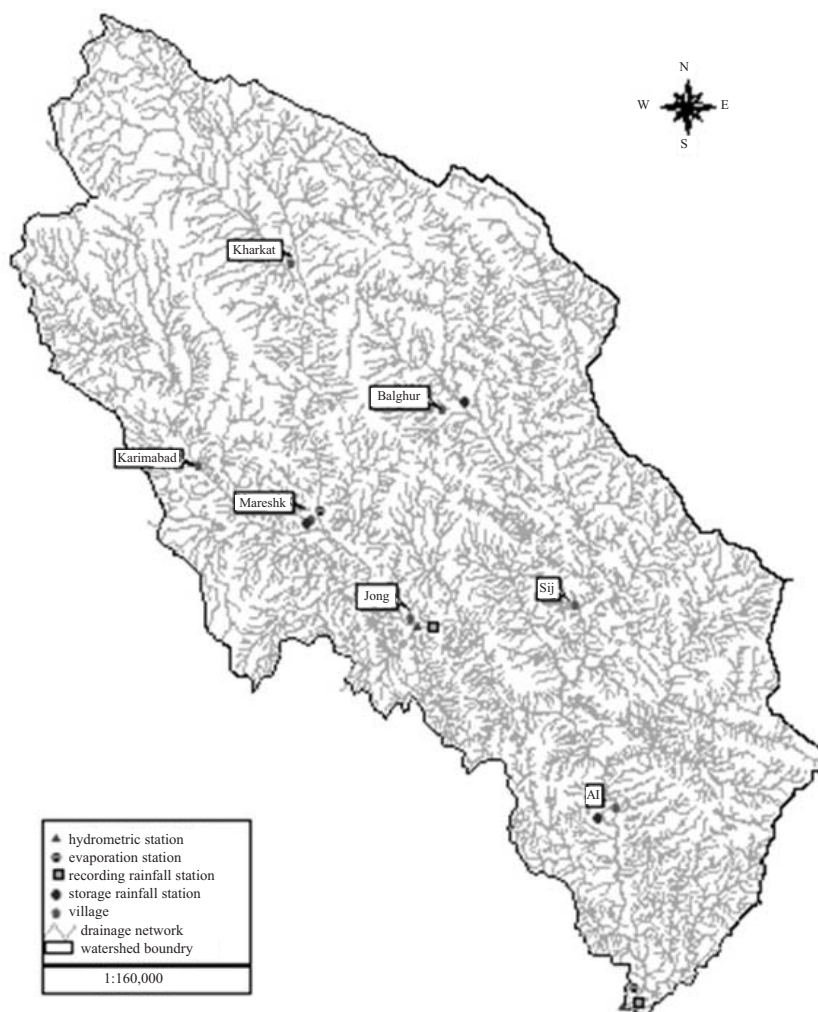 N
W E
S
Kharkat
Balghur
Karimabad
Mareshk
Jong
Sij
AI
hydrometric station
evaporation station
recording rainfall station
storage rainfall station
village
drainage network
watershed boundry
1:160,000